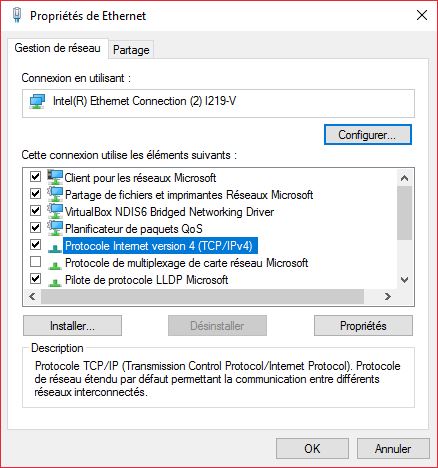 Propriétés de Ethernet
Gestion de réseau
Partage
Connexion en utilisant :
Intel(R) Ethernet Connection (2) I219-V
Configurer...
Cette connexion utilise les éléments suivants :
Client pour les réseaux Microsoft
Partage de fichiers et imprimantes Réseaux Microsoft
VirtualBox NDIS6 Bridged Networking Driver
Planificateur de paquets QoS
Protocole Internet version 4 (TCP/IPv4)
Protocole de multiplexage de carte réseau Microsoft
Pilote de protocole LLDP Microsoft
Installer...
Désinstaller
Propriétés
Description
Protocole TCP/IP (Transmission Control Protocol/Internet Protocol). Protocole
de réseau étendu par défaut permettant la communication entre différents
réseaux interconnectés.
OK
Annuler